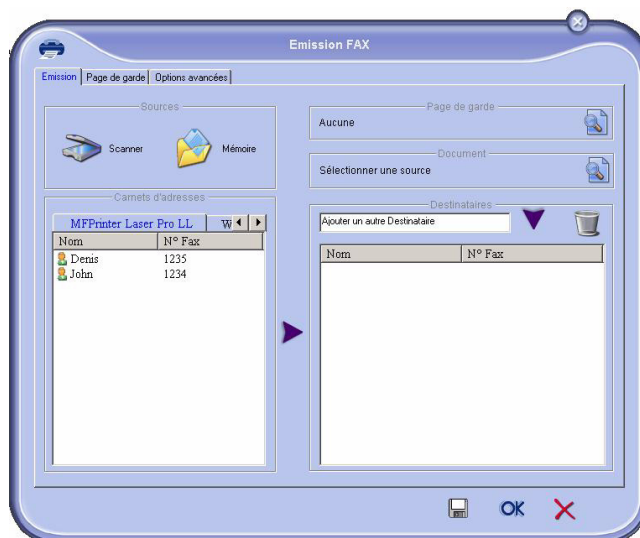 Emission FAX
Emission Page de garde Options avancées
Sources
Scanner Mémoire
Page de garde
Aucune
Document
Sélectionner une source
Carnets d'adresses
MFPrinter Laser Pro LL W
Nom N° Fax
Denis 1235
John 1234
Destinataires
Ajouter un autre Destinataire
Nom N° Fax
OK